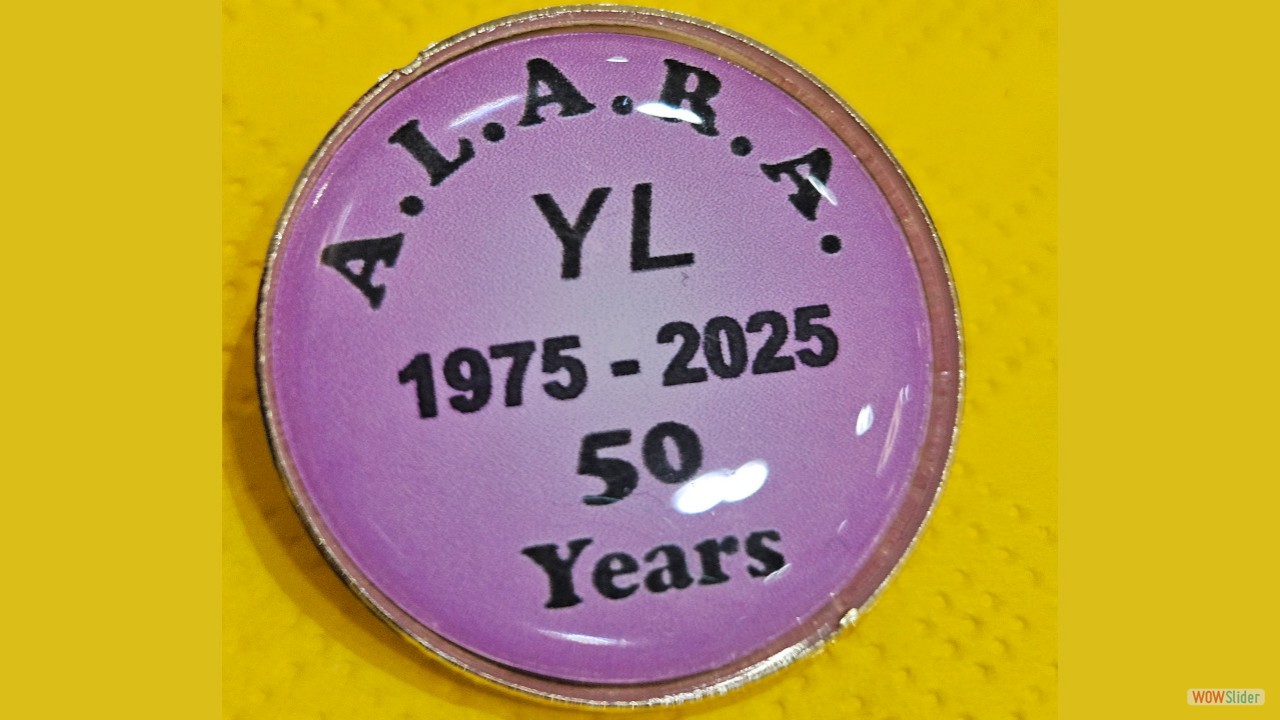 A.L.A.R.A.
YL
1975 - 2025
50
Years
WOWSlider